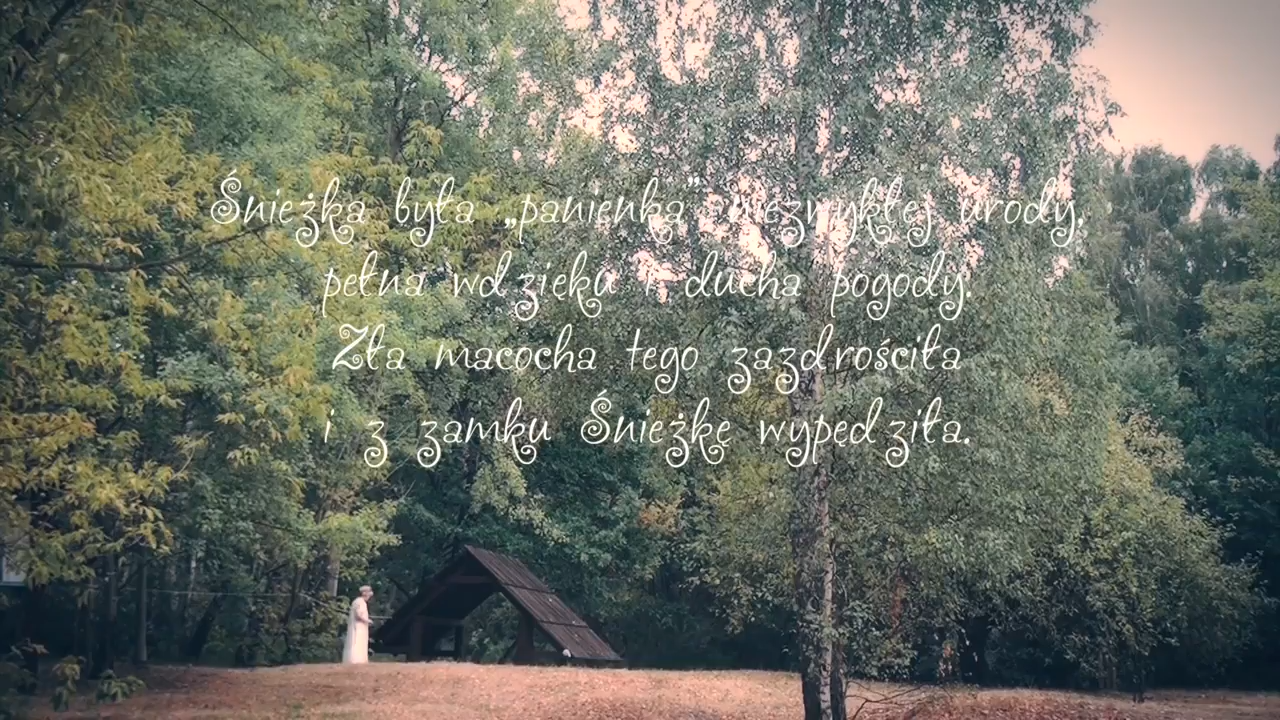 Śnieżka była „panienką” niezwykłej urody,
pełna wdzięku i ducha pogody.
Zła macocha tego zazdrościła
i z zamku Śnieżkę wypędziła.